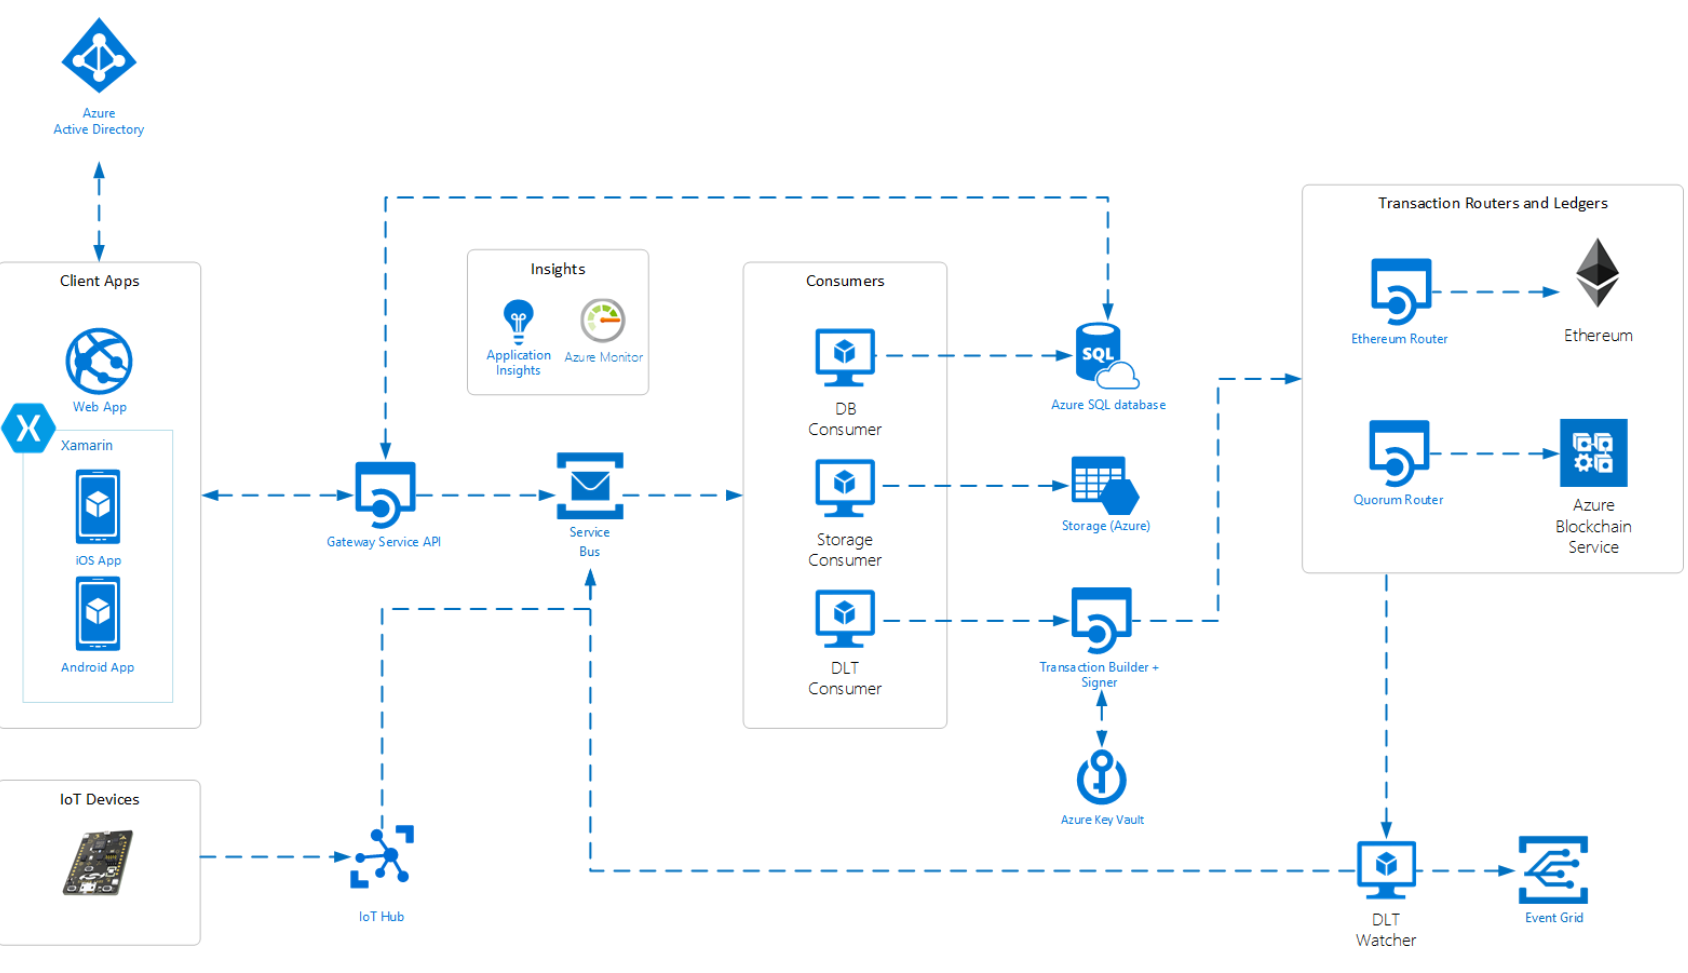 Azure
Active Directory
Client Apps
Web App
Xamarin
iOS App
Android App
IoT Devices
IoT Hub
Gateway Service API
Insights
Application
Insights
Azure Monitor
Service
Bus
Consumers
DB
Consumer
Storage
Consumer
DLT
Consumer
SQL
Azure SQL database
Storage (Azure)
Transaction Builder +
Signer
Azure Key Vault
Transaction Routers and Ledgers
Ethereum Router
Ethereum
Quorum Router
Azure
Blockchain
Service
DLT
Watcher
Event Grid